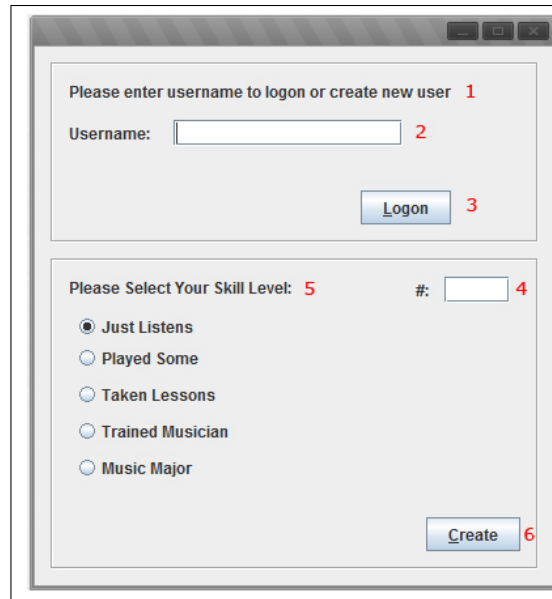 Please enter username to logon or create new user 1
Username: 2
Logon 3
Please Select Your Skill Level: 5 #: 4
Just Listens
Played Some
Taken Lessons
Trained Musician
Music Major
Create 6